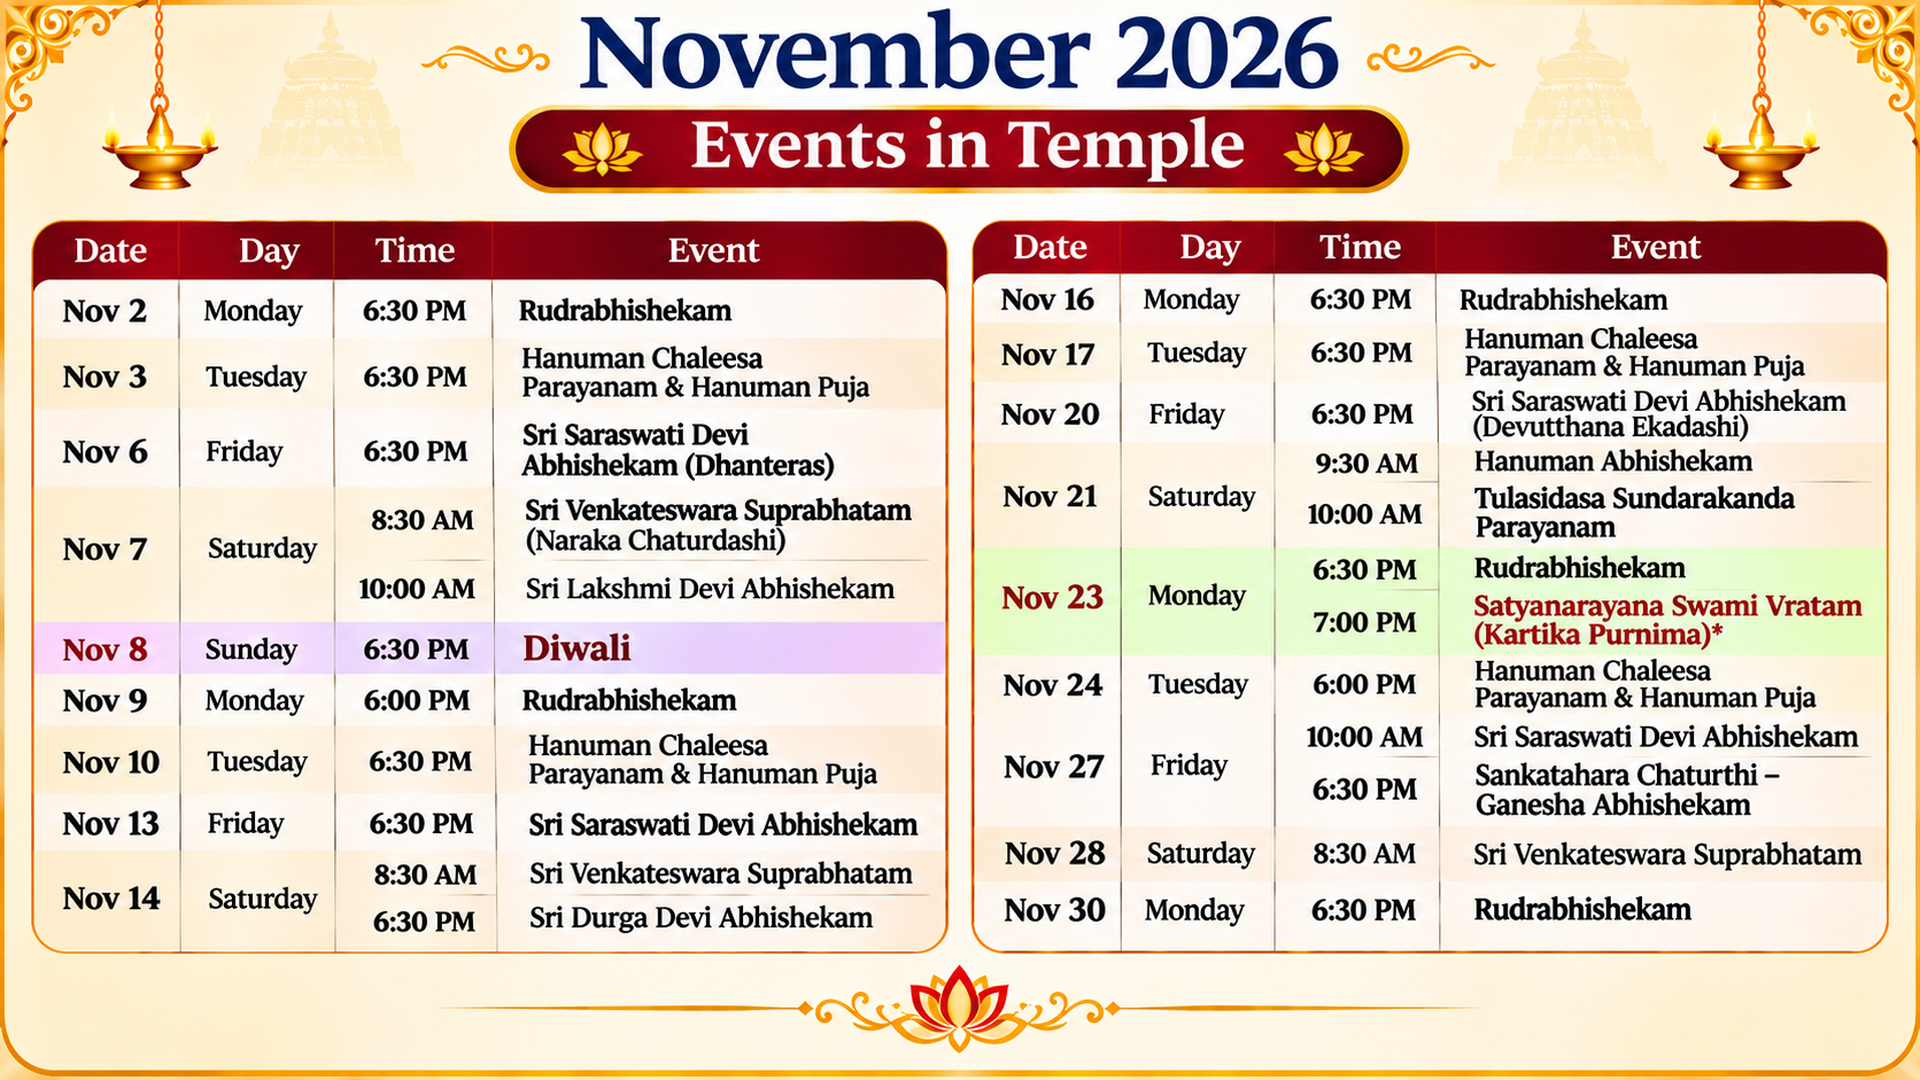 November 2026
Events in Temple
Date Day Time Event
Nov 2 Monday 6:30 PM Rudrabhishekam
Nov 3 Tuesday 6:30 PM Hanuman Chaleesa
Parayanam & Hanuman Puja
Nov 6 Friday 6:30 PM Sri Saraswati Devi
Abhishekam (Dhanteras)
Nov 7 Saturday 8:30 AM Sri Venkateswara Suprabhatam
(Naraka Chaturdashi)
10:00 AM Sri Lakshmi Devi Abhishekam
Nov 8 Sunday 6:30 PM Diwali
Nov 9 Monday 6:00 PM Rudrabhishekam
Nov 10 Tuesday 6:30 PM Hanuman Chaleesa
Parayanam & Hanuman Puja
Nov 13 Friday 6:30 PM Sri Saraswati Devi Abhishekam
Nov 14 Saturday 8:30 AM Sri Venkateswara Suprabhatam
6:30 PM Sri Durga Devi Abhishekam
Date Day Time Event
Nov 16 Monday 6:30 PM Rudrabhishekam
Nov 17 Tuesday 6:30 PM Hanuman Chaleesa
Parayanam & Hanuman Puja
Nov 20 Friday 6:30 PM Sri Saraswati Devi Abhishekam
(Devutthana Ekadashi)
Nov 21 Saturday 9:30 AM Hanuman Abhishekam
10:00 AM Tulasidasa Sundarakanda
Parayanam
Nov 23 Monday 6:30 PM Rudrabhishekam
7:00 PM Satyanarayana Swami Vratam
(Kartika Purnima)*
Nov 24 Tuesday 6:00 PM Hanuman Chaleesa
Parayanam & Hanuman Puja
Nov 27 Friday 10:00 AM Sri Saraswati Devi Abhishekam
6:30 PM Sankatahara Chaturthi –
Ganesha Abhishekam
Nov 28 Saturday 8:30 AM Sri Venkateswara Suprabhatam
Nov 30 Monday 6:30 PM Rudrabhishekam